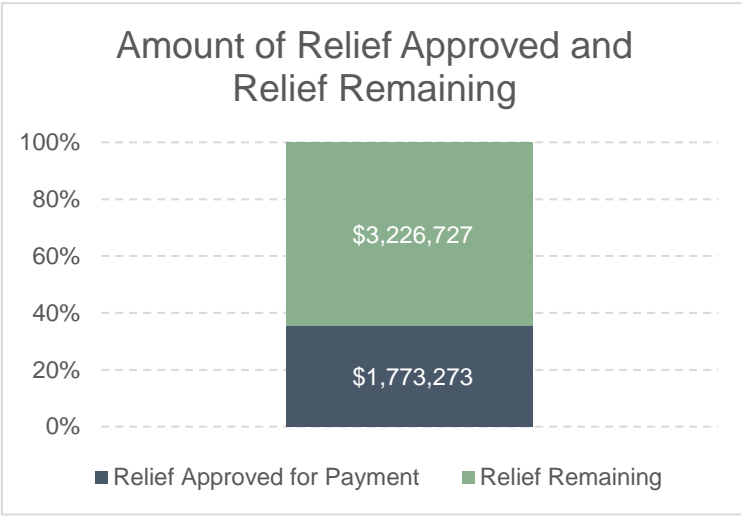 Amount of Relief Approved and
Relief Remaining
100%
80%
$3,226,727
60%
40%
20%
$1,773,273
0%
Relief Approved for Payment
Relief Remaining